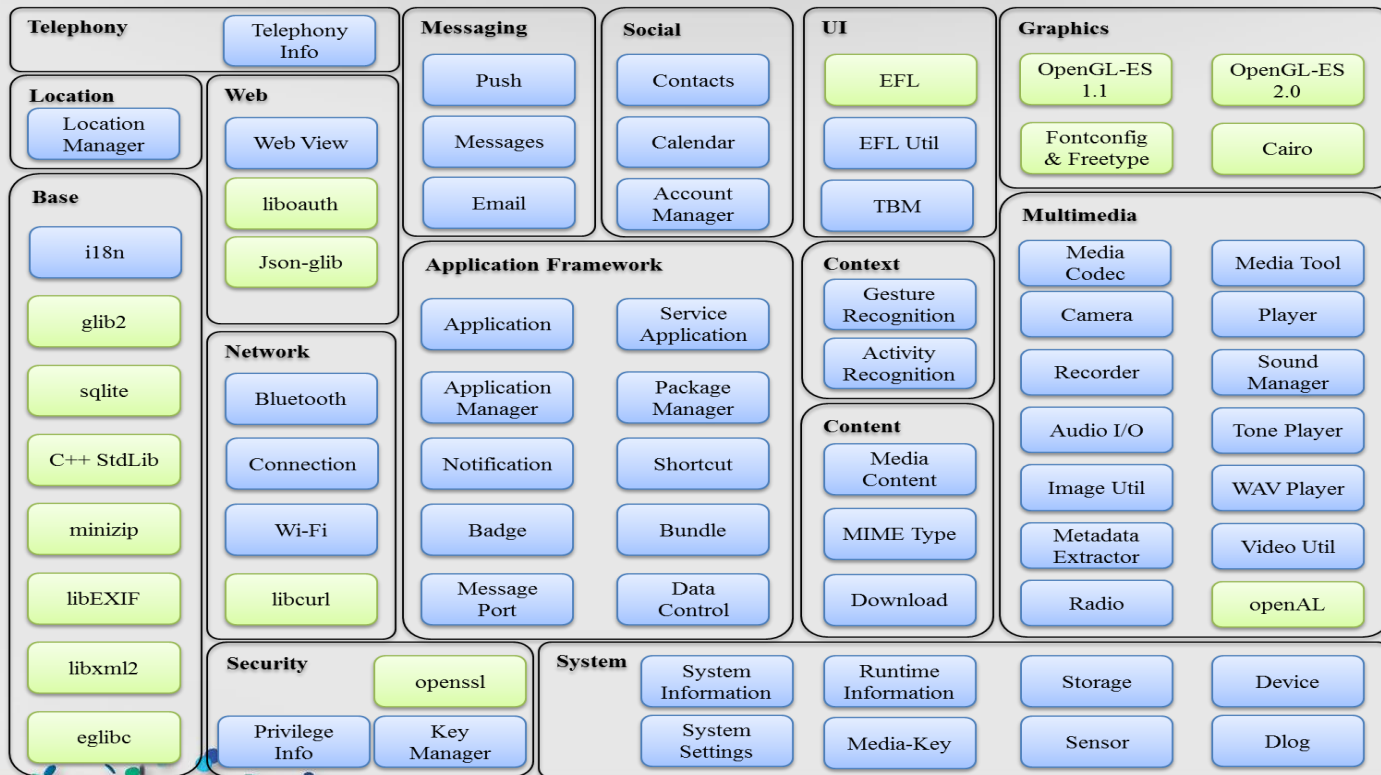 Telephony
Telephony
Info
Location
Location
Manager
Web
Web View
liboauth
Json-glib
Base
i18n
glib2
sqlite
C++ StdLib
minizip
libEXIF
libxml2
eglibc
Network
Bluetooth
Connection
Wi-Fi
libcurl
Messaging
Push
Messages
Email
Social
Contacts
Calendar
Account
Manager
Application Framework
Application
Service
Application
Application
Manager
Package
Manager
Notification
Shortcut
Badge
Bundle
Message
Port
Data
Control
UI
EFL
EFL Util
TBM
Context
Gesture
Recognition
Activity
Recognition
Content
Media
Content
MIME Type
Download
Graphics
OpenGL-ES
1.1
OpenGL-ES
2.0
Fontconfig
& Freetype
Cairo
Multimedia
Media
Codec
Media Tool
Camera
Player
Recorder
Sound
Manager
Audio I/O
Tone Player
Image Util
WAV Player
Metadata
Extractor
Video Util
Radio
openAL
Security
openssl
Privilege
Info
Key
Manager
System
System
Information
Runtime
Information
Storage
Device
System
Settings
Media-Key
Sensor
Dlog